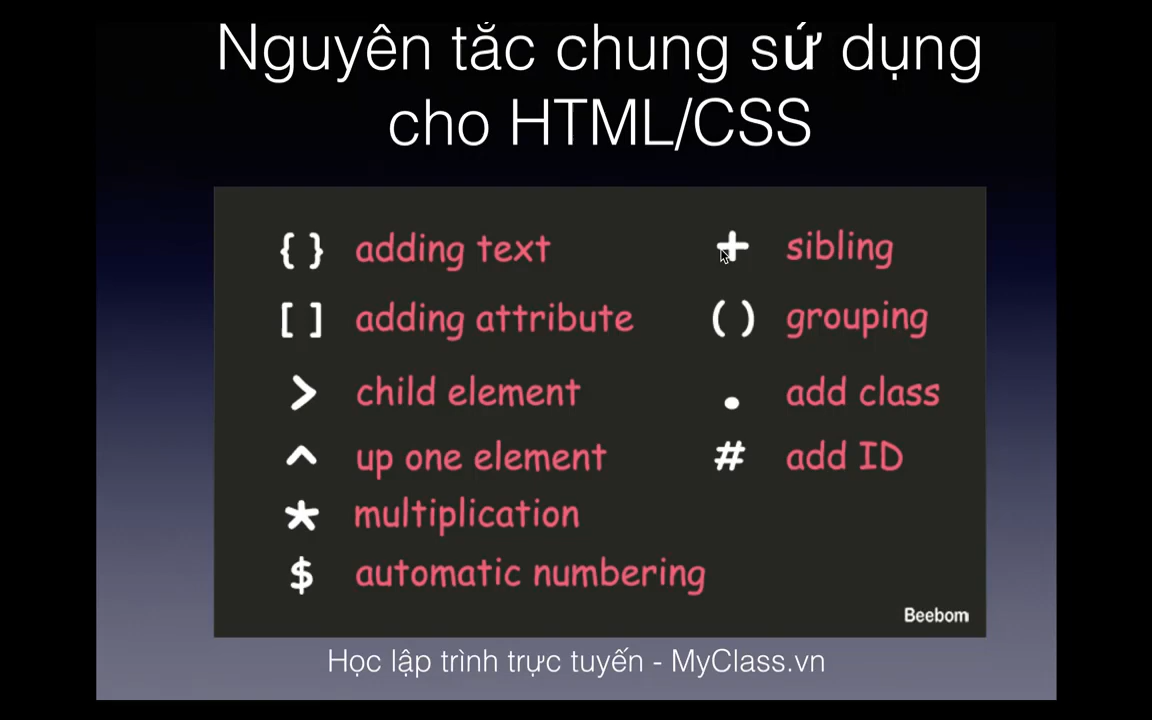 Nguyên tắc chung sứ dụng
cho HTML/CSS
{ } adding text
[ ] adding attribute
> child element
^ up one element
* multiplication
$ automatic numbering
+ sibling
( ) grouping
. add class
# add ID
Beebom
Học lập trình trực tuyến - MyClass.vn